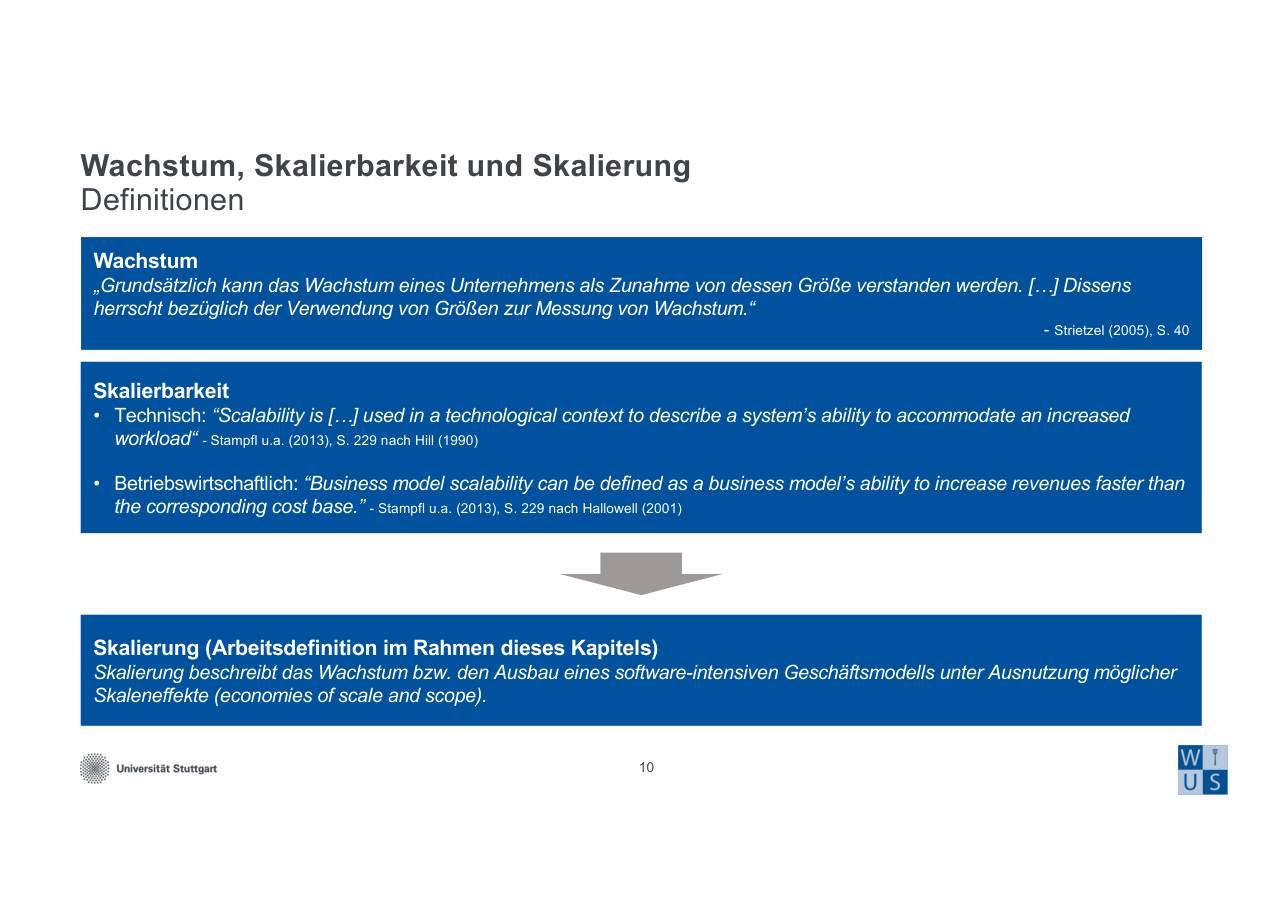 Wachstum, Skalierbarkeit und Skalierung
Definitionen
Wachstum
„Grundsätzlich kann das Wachstum eines Unternehmens als Zunahme von dessen Größe verstanden werden. […] Dissens
herrscht bezüglich der Verwendung von Größen zur Messung von Wachstum.“
- Strietzel (2005), S. 40
Skalierbarkeit
• Technisch: “Scalability is […] used in a technological context to describe a system’s ability to accommodate an increased
workload“ - Stampfl u.a. (2013), S. 229 nach Hill (1990)
• Betriebswirtschaftlich: “Business model scalability can be defined as a business model’s ability to increase revenues faster than
the corresponding cost base.” - Stampfl u.a. (2013), S. 229 nach Hallowell (2001)
Skalierung (Arbeitsdefinition im Rahmen dieses Kapitels)
Skalierung beschreibt das Wachstum bzw. den Ausbau eines software-intensiven Geschäftsmodells unter Ausnutzung möglicher
Skaleneffekte (economies of scale and scope).
Universität Stuttgart
10
W i
U S